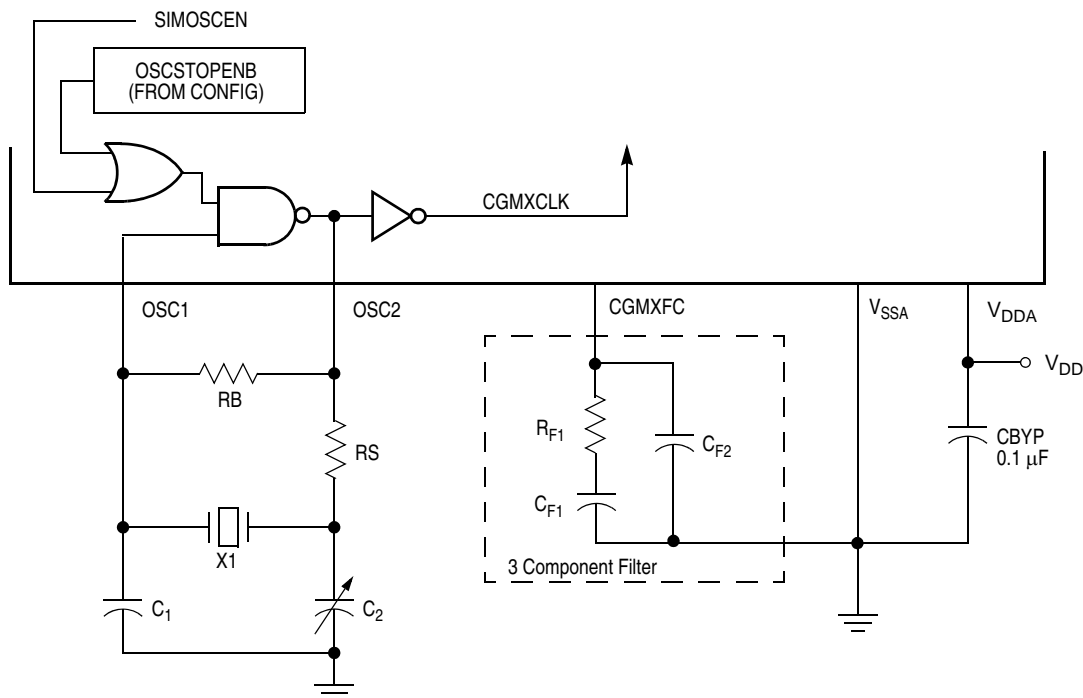 SIMOSCEN
OSCSTOPENB
(FROM CONFIG)
CGMXCLK
OSC1
OSC2
CGMXFC
VSSA
VDDA
VDD
RB
RS
RF1
CF2
CBYP
0.1 µF
CF1
X1
3 Component Filter
C1
C2